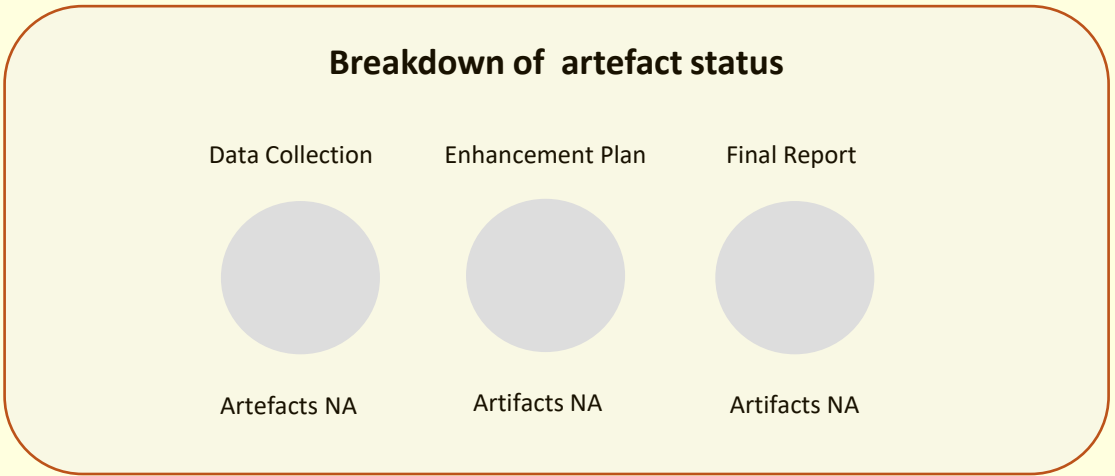 Breakdown of  artefact status
Data Collection
Enhancement Plan
Final Report
Artefacts NA
Artifacts NA
Artifacts NA